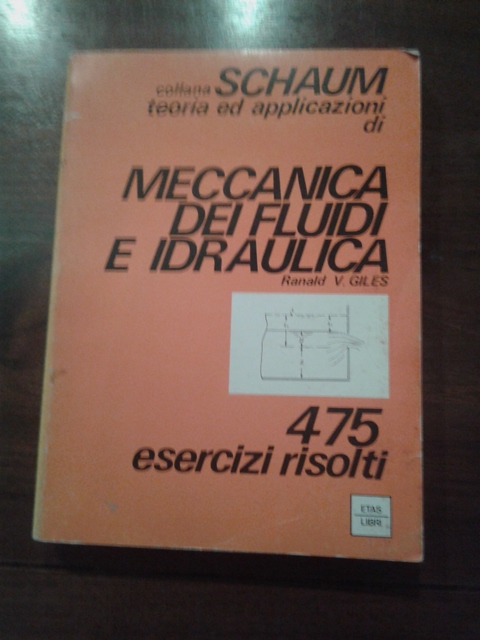 collana SCHAUM
teoria ed applicazioni
di
MECCANICA
DEI FLUIDI
E IDRAULICA
Ranald V. GILES
475
esercizi risolti
ETAS
LIBRI